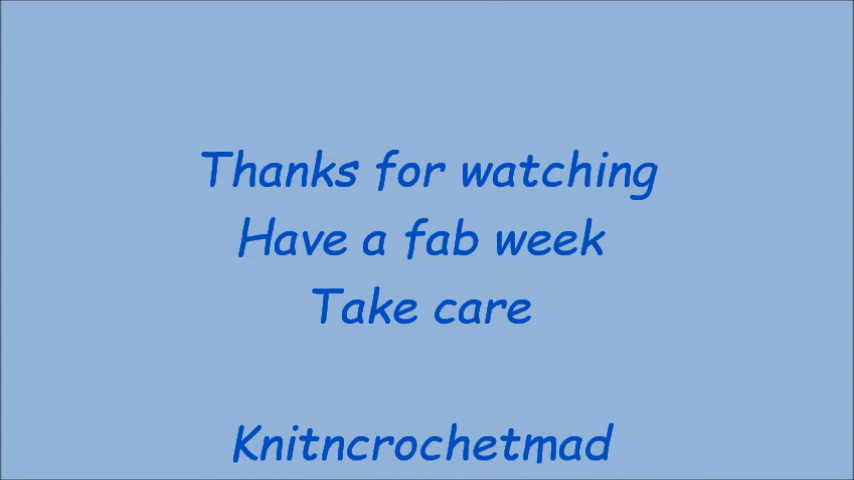 Thanks for watching
Have a fab week
Take care
Knitncrochetmad